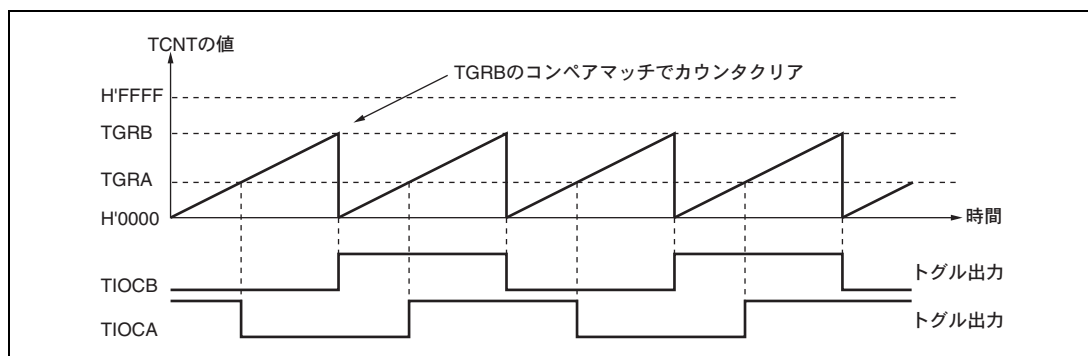 TCNTの値
TGRBのコンペアマッチでカウンタクリア
H'FFFF
TGRB
TGRA
H'0000
時間
TIOCB
トグル出力
TIOCA
トグル出力